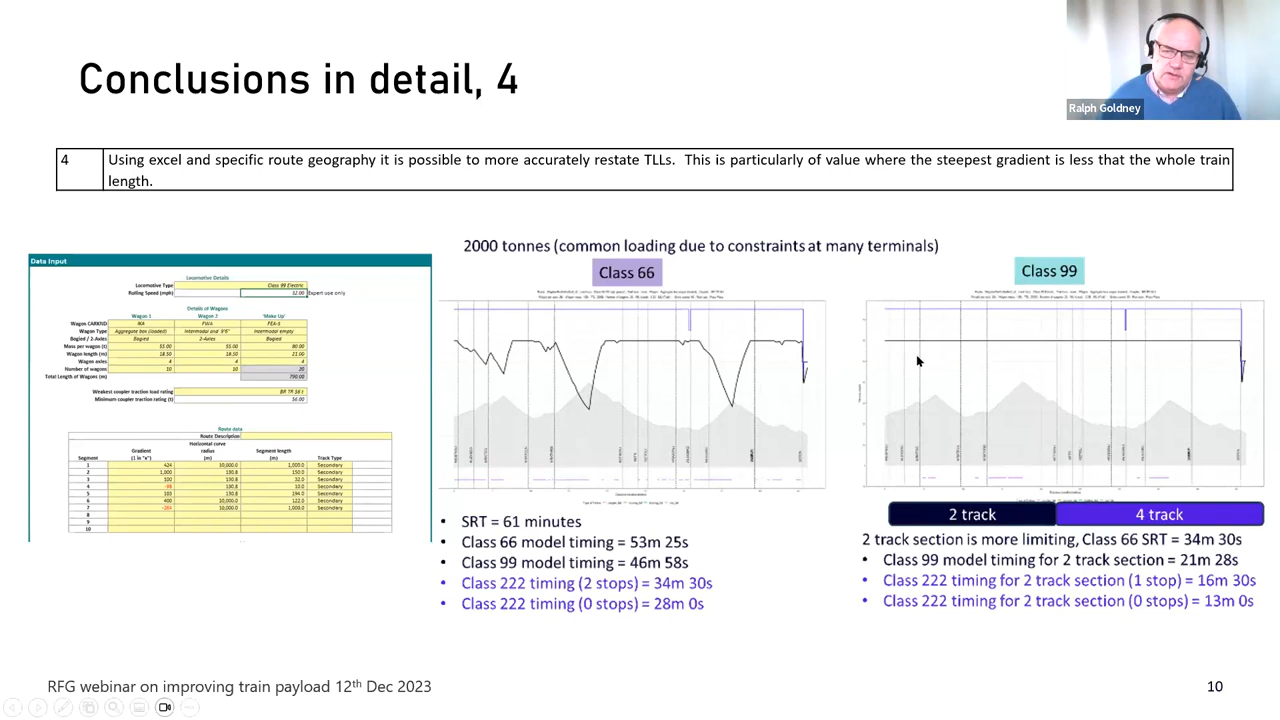 Conclusions in detail, 4
Ralph Goldney
4 Using excel and specific route geography it is possible to more accurately restate TLLs. This is particularly of value where the steepest gradient is less that the whole train
length.
2000 tonnes (common loading due to constraints at many terminals)
Class 66
Class 99
Data Input
Locomotive Details
Locomotive Type Class 99 Electric
Rolling Speed (mph) 32.00 Expert use only
Details of Wagons
Wagon 1 Wagon 2 'Make Up'
Wagon CARKND
Wagon Type Aggregate box (loaded) Intermodal empty
Bogied / 2-Axles Bogied 2-Axles Bogied
Mass per wagon (t) 55.00 55.00 80.00
Wagon length (m) 18.50 18.50 21.00
Wagon axles 4 4 4
Number of wagons 10 10 20
Total Length of Wagons (m) 790.00
Weakest coupler traction load rating
Minimum coupler traction rating (t) 56.00
Route data
Route Description
Segment Gradient (1 in "x") Horizontal curve radius (m) Segment length (m) Track Type
1 424 10,000.0 1,000.0 Secondary
2 1,000 130.8 150.0 Secondary
3 100 130.8 32.0 Secondary
4 130.8 10.0 Secondary
5 103 130.8 294.0 Secondary
6 400 10,000.0 122.0 Secondary
7 10,000.0 1,000.0 Secondary
8
9
10
• SRT = 61 minutes
• Class 66 model timing = 53m 25s
• Class 99 model timing = 46m 58s
• Class 222 timing (2 stops) = 34m 30s
• Class 222 timing (0 stops) = 28m 0s
2 track
4 track
2 track section is more limiting, Class 66 SRT = 34m 30s
• Class 99 model timing for 2 track section = 21m 28s
• Class 222 timing for 2 track section (1 stop) = 16m 30s
• Class 222 timing for 2 track section (0 stops) = 13m 0s
RFG webinar on improving train payload 12th Dec 2023
10